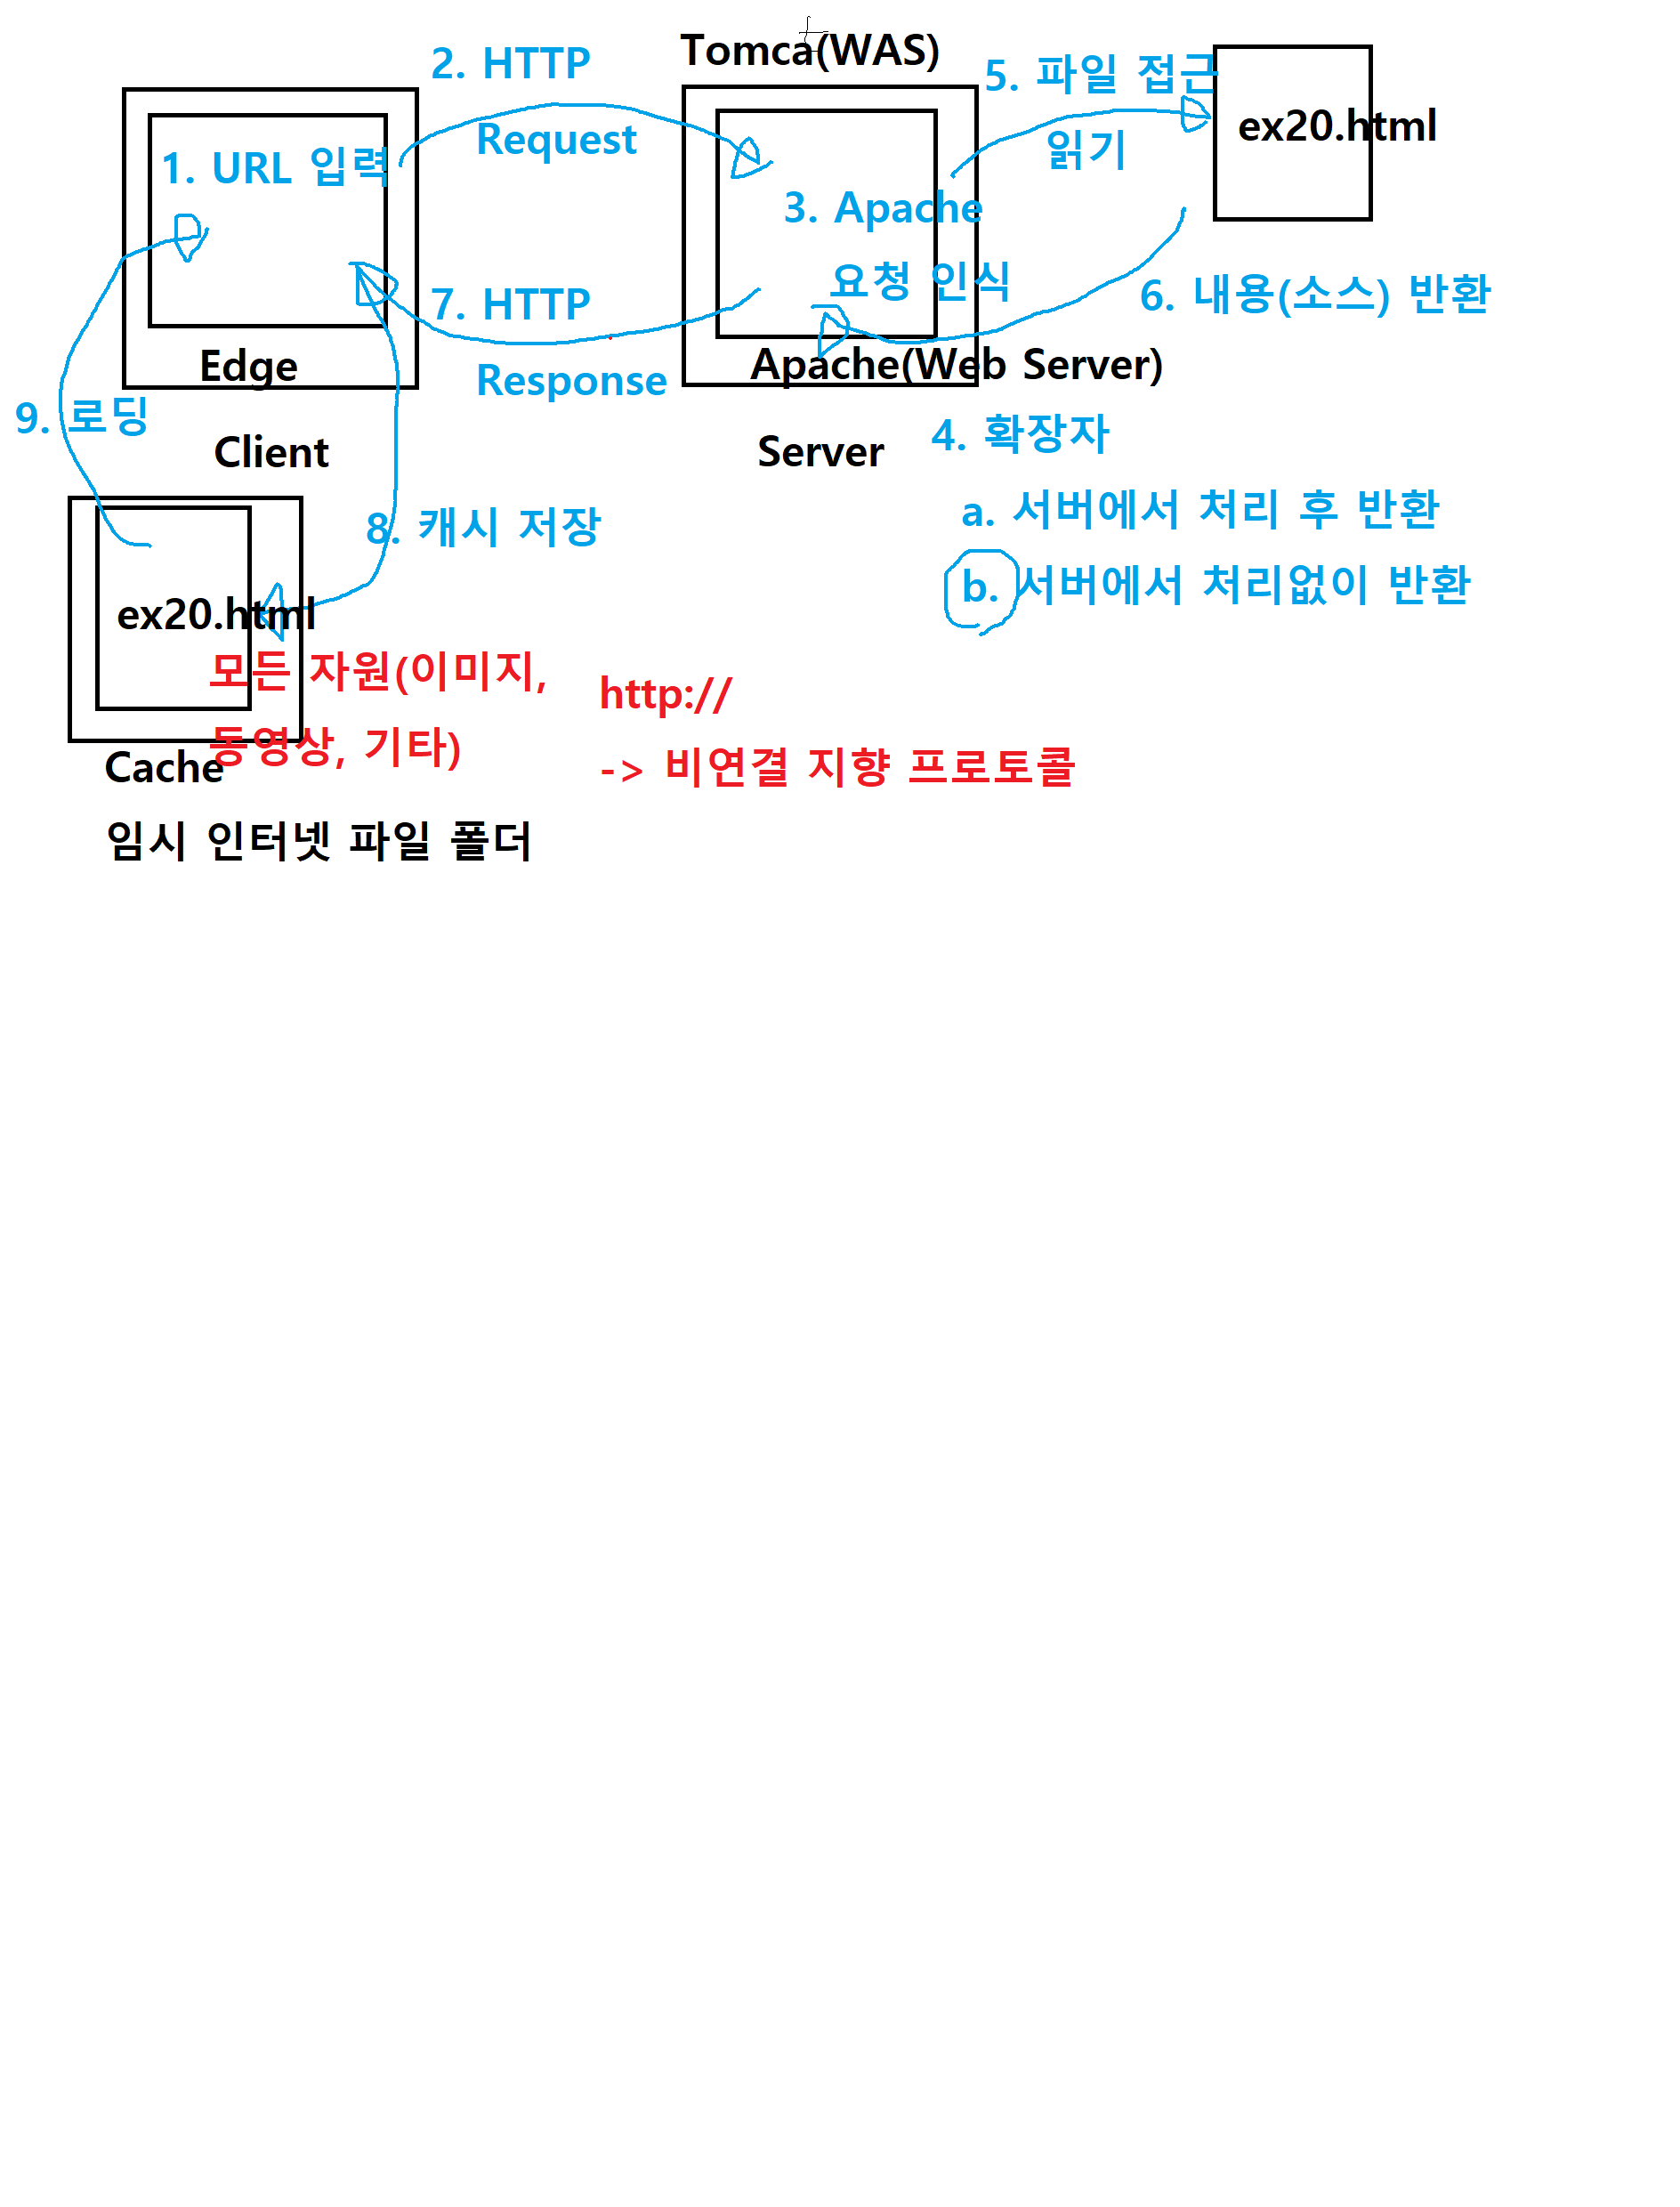 2. HTTP
Request
Tomca(WAS)
5. 파일 접근
읽기
ex20.html
1. URL 입력
3. Apache
요청 인식
7. HTTP
Response
6. 내용(소스) 반환
Edge
Apache(Web Server)
9. 로딩
Client
Server
4. 확장자
a. 서버에서 처리 후 반환
b. 서버에서 처리없이 반환
8. 캐시 저장
ex20.html
모든 자원(이미지,
동영상, 기타)
http://
-> 비연결 지향 프로토콜
Cache
임시 인터넷 파일 폴더